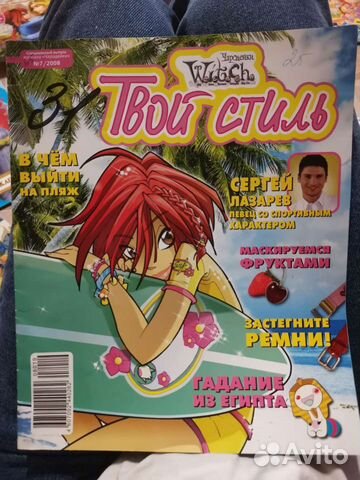 №7/2008
Чародейки
W.i.t.c.h.
Твой стиль
В ЧЕМ
ВЫЙТИ
НА ПЛЯЖ
СЕРГЕЙ
ЛАЗАРЕВ
ПЕВЕЦ СО СПОРТИВНЫМ
ХАРАКТЕРОМ
МАСКИРУЕМСЯ
ФРУКТАМИ
ЗАСТЕГНИТЕ
РЕМНИ!
ГАДАНИЕ
ИЗ ЕГИПТА
Avito